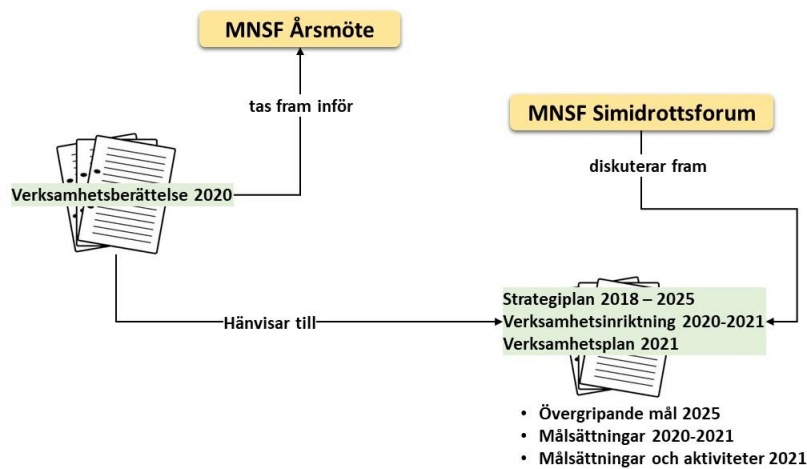 MNSF Årsmöte
tas fram inför
MNSF Simidrottsforum
diskuterar fram
Verksamhetsberättelse 2020
Hänvisar till
Strategiplan 2018 – 2025
Verksamhetsinriktning 2020-2021
Verksamhetsplan 2021
• Övergripande mål 2025
• Målsättningar 2020-2021
• Målsättningar och aktiviteter 2021